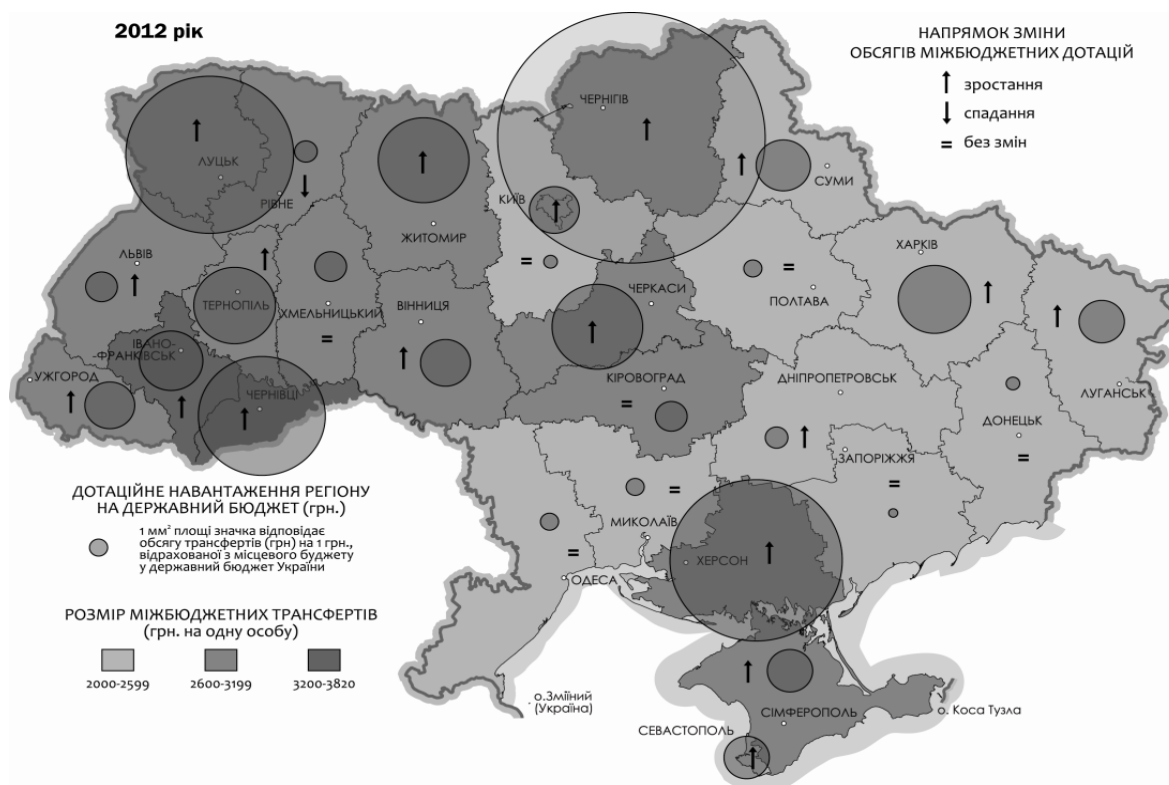 2012 рік
НАПРЯМОК ЗМІНИ
ОБСЯГІВ МІЖБЮДЖЕТНИХ ДОТАЦІЙ
↑ зростання
↓ спадання
= без змін
ЧЕРНІГІВ
ЛУЦЬК
РІВНЕ
ЖИТОМИР
КИЇВ
СУМИ
ЛЬВІВ
ТЕРНОПІЛЬ
ХМЕЛЬНИЦЬКИЙ
ВІННИЦЯ
ЧЕРКАСИ
ПОЛТАВА
ХАРКІВ
ІВАНО-
-ФРАНКІВСЬК
УЖГОРОД
ЧЕРНІВЦІ
КІРОВОГРАД
ДНІПРОПЕТРОВСЬК
ЛУГАНСЬК
ДОНЕЦЬК
ЗАПОРІЖЖЯ
МИКОЛАЇВ
ХЕРСОН
ОДЕСА
ДОТАЦІЙНЕ НАВАНТАЖЕННЯ РЕГІОНУ
НА ДЕРЖАВНИЙ БЮДЖЕТ (грн.)
1 мм² площі значка відповідає
обсягу трансфертів (грн) на 1 грн.,
відрахованої з місцевого буджету
у державний бюджет України
РОЗМІР МІЖБЮДЖЕТНИХ ТРАНСФЕРТІВ
(грн. на одну особу)
2000-2599 2600-3199 3200-3820
о.Зміїний
(Україна)
СІМФЕРОПОЛЬ
о. Коса Тузла
СЕВАСТОПОЛЬ